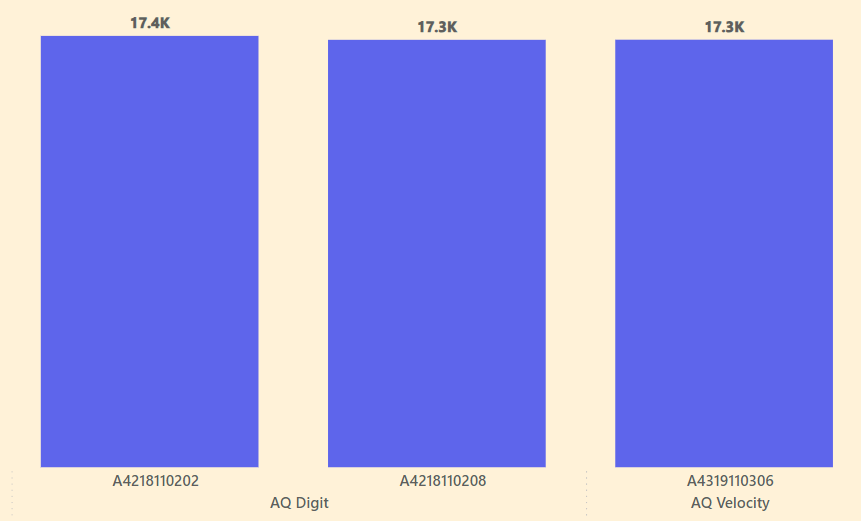 17.4K
17.3K
17.3K
A4218110202
A4218110208
A4319110306
AQ Digit
AQ Velocity